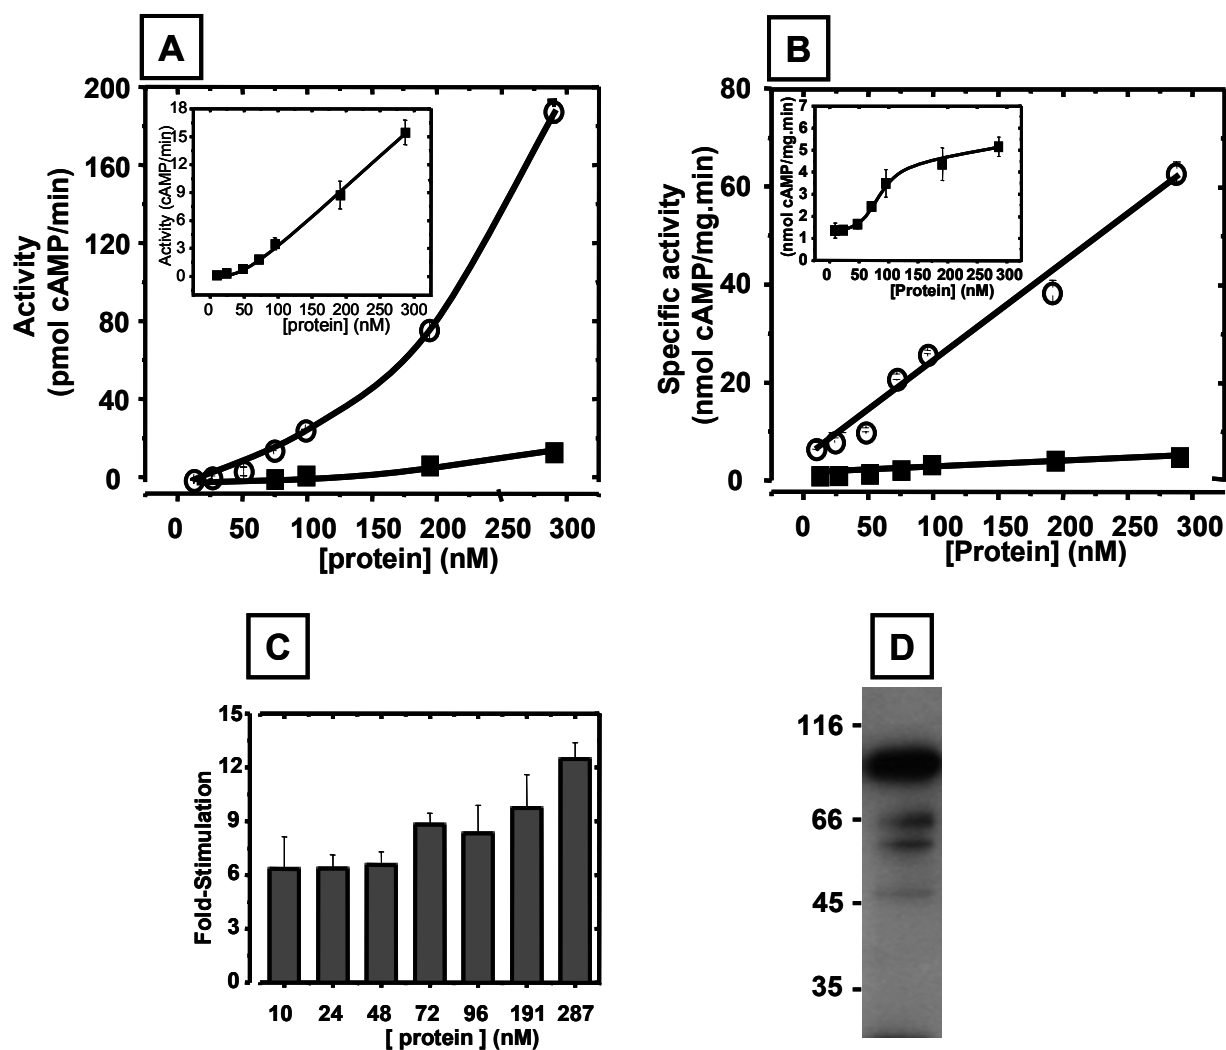 A
Activity
(pmol cAMP/min)
200
160
120
80
40
0
0 50 100 150 200 250 300
[protein] (nM)
Activity (cAMP/min)
18
15
12
9
6
3
0
0 50 100 150 200 250 300
[protein] (nM)
B
Specific activity
(nmol cAMP/mg.min)
80
60
40
20
0
0 50 100 150 200 250 300
[Protein] (nM)
(nmol cAMP/mg.min)
7
6
5
4
3
2
1
0
0 50 100 150 200 250 300
[Protein] (nM)
C
Fold-Stimulation
15
12
9
6
3
0
10 24 48 72 96 191 287
[ protein ] (nM)
D
116
66
45
35